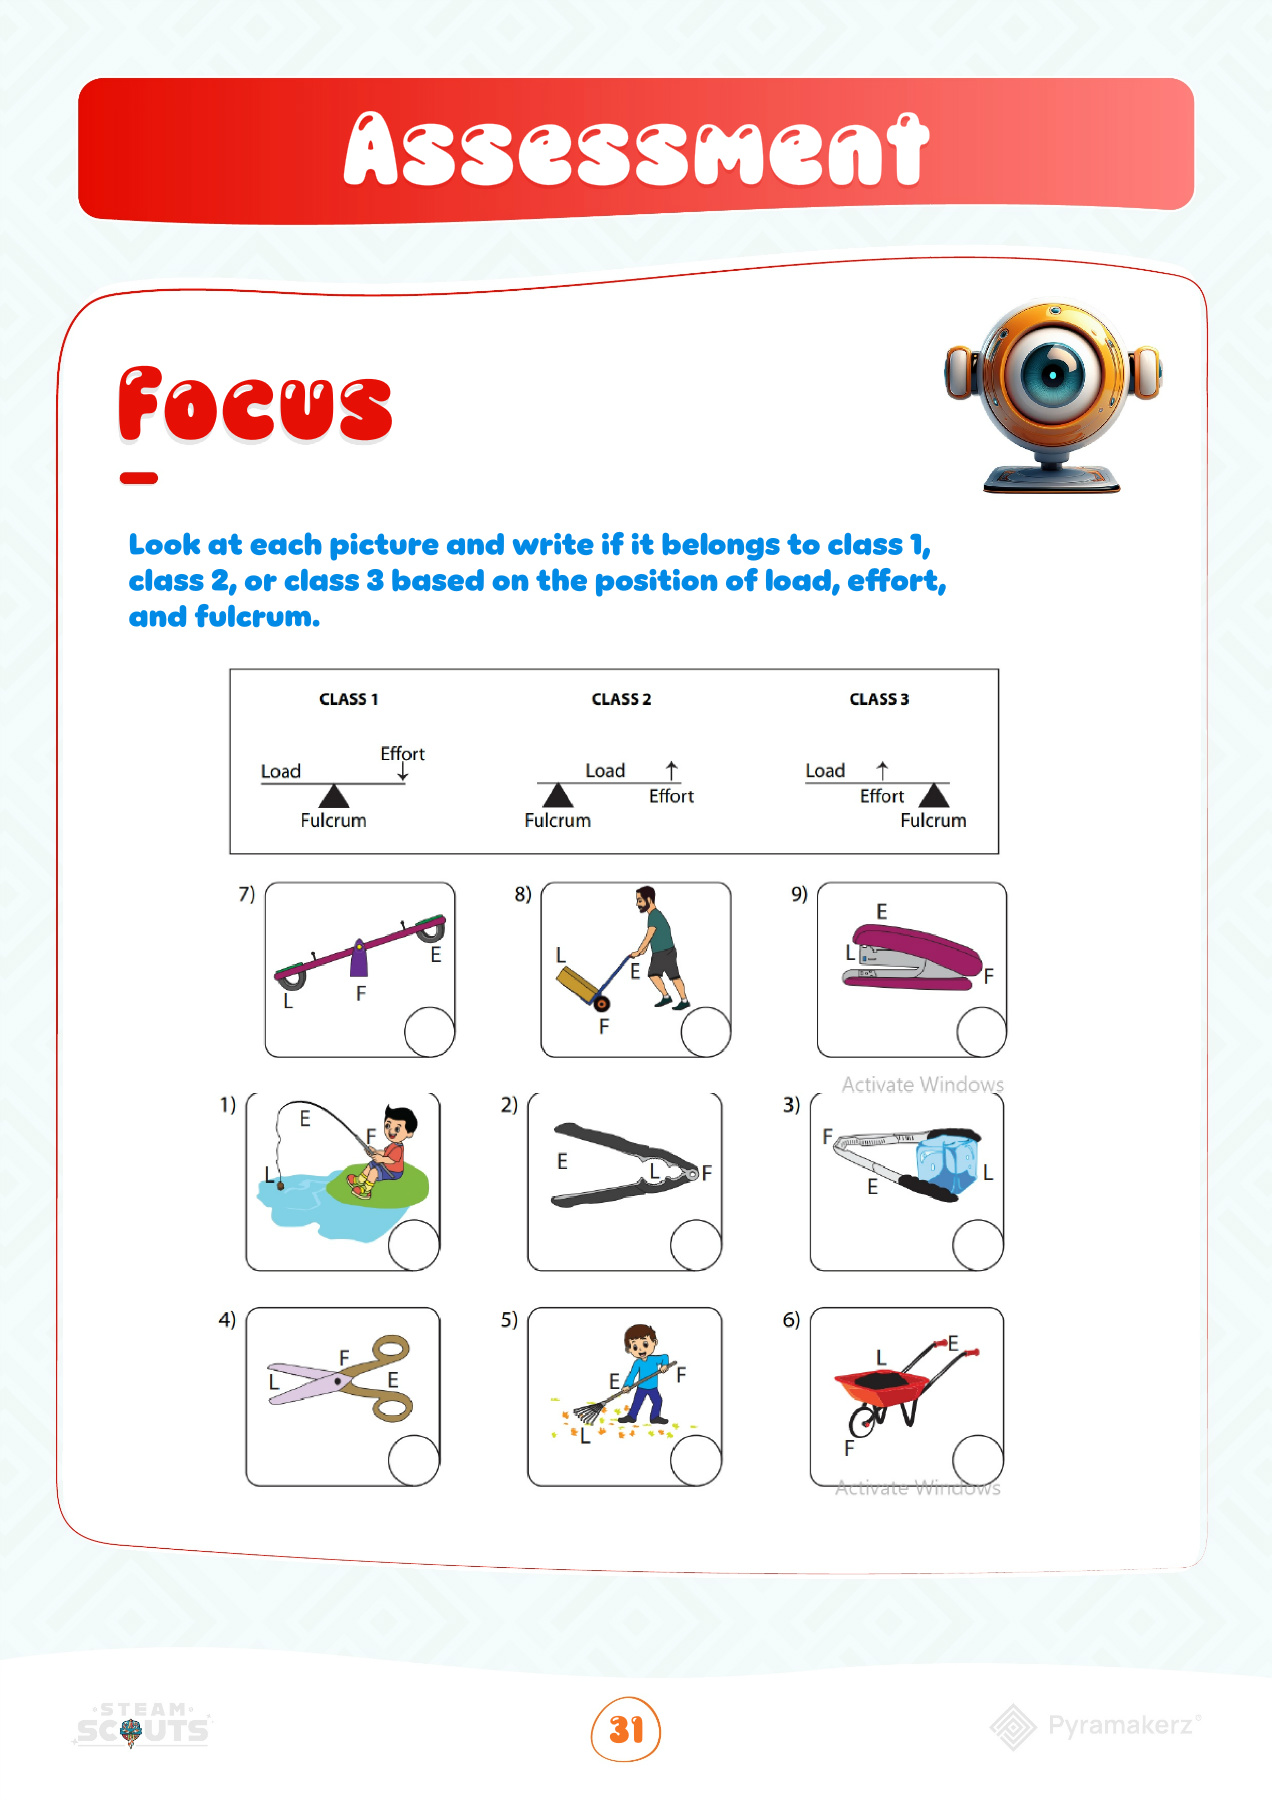 Assessment
Focus
Look at each picture and write if it belongs to class 1,
class 2, or class 3 based on the position of load, effort,
and fulcrum.
CLASS 1
CLASS 2
CLASS 3
Effort
Load
Fulcrum
Load
Effort
Fulcrum
Load
Effort
Fulcrum
7)
E
L
F
8)
L
E
F
9)
E
L
F
Activate Windows
1)
E
F
L
2)
E
L
F
3)
F
L
E
4)
F
L
E
5)
E
F
L
6)
L
E
F
Activate Windows
STEAM
SCOUTS
31
Pyramakerz